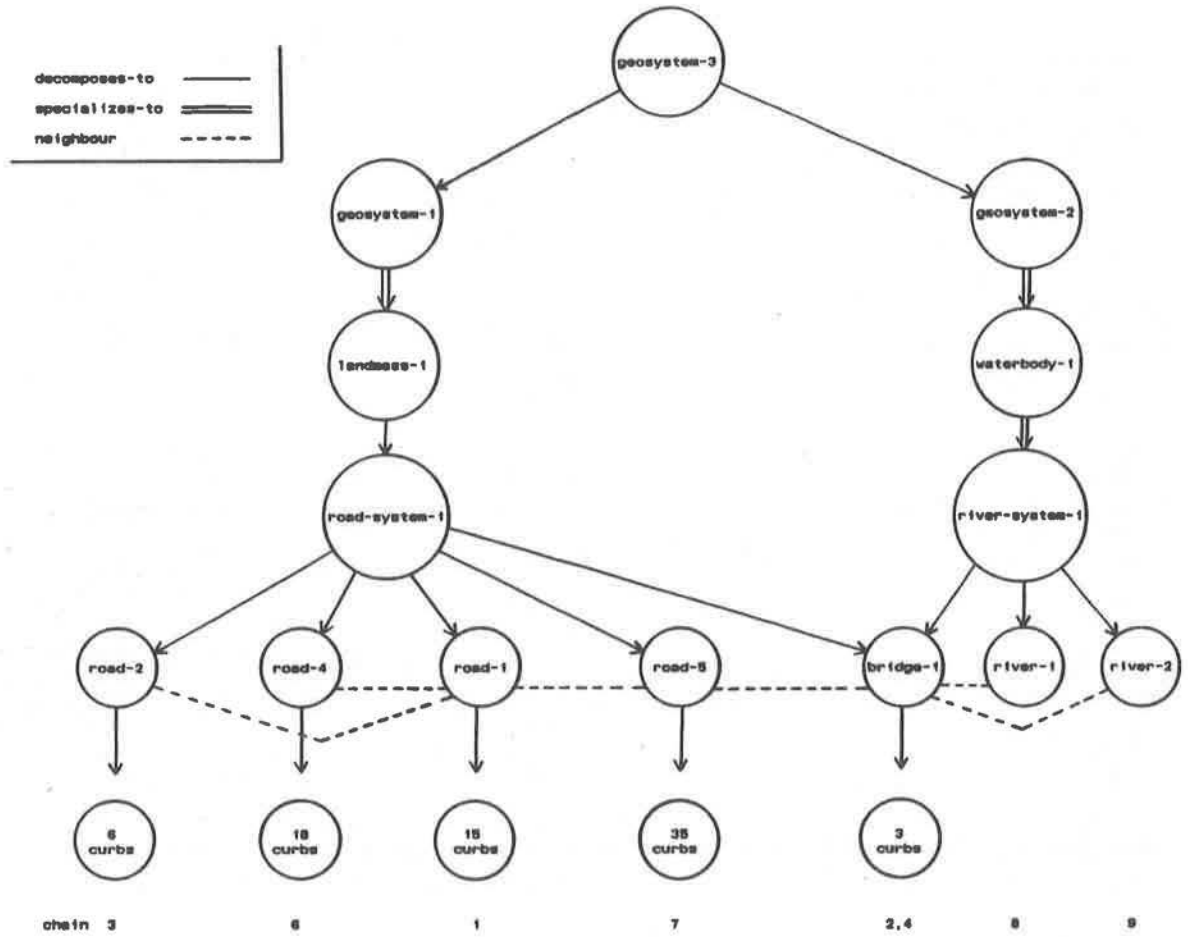 geosystem-3
decomposes-to
specializes-to
neighbour
geosystem-1 geosystem-2
landmass-1 waterbody-1
road-system-1 river-system-1
road-2 road-4 road-1 road-5 bridge-1 river-1 river-2
6 18 15 35 3
curbs curbs curbs curbs curbs
chain 3 6 1 7 2,4 8 9